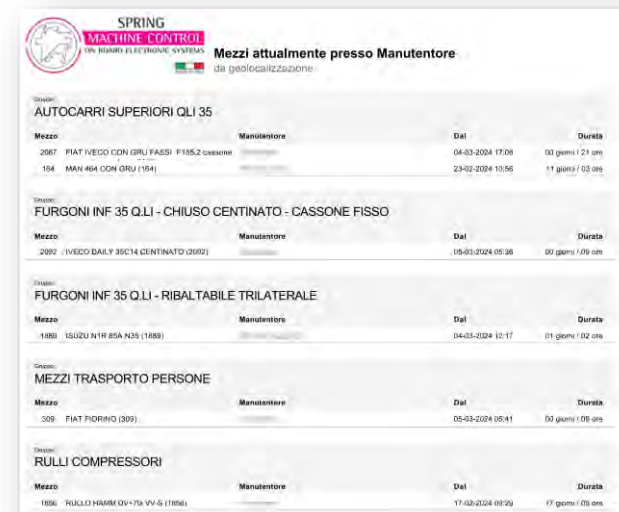 SPRING
MACHINE CONTROL
ON BOARD ELECTRONIC SYSTEMS
Mezzi attualmente presso Manutentore
da geolocalizzazione
Gruppo:
AUTOCARRI SUPERIORI QLI 35
Mezzo Manutentore Dal Durata
2087 FIAT IVECO CON GRU FASSI F155,2 cassone 04-03-2024 17:06 00 giorni / 21 ore
164 MAN 464 CON GRU (164) 23-02-2024 10:56 11 giorni / 03 ore
Gruppo:
FURGONI INF 35 Q.LI - CHIUSO CENTINATO - CASSONE FISSO
Mezzo Manutentore Dal Durata
2092 IVECO DAILY 35C14 CENTINATO (2092) 05-03-2024 05:36 00 giorni / 09 ore
Gruppo:
FURGONI INF 35 Q.LI - RIBALTABILE TRILATERALE
Mezzo Manutentore Dal Durata
1889 ISUZU N1R 85A N35 (1889) 04-03-2024 12:17 01 giorni / 02 ore
Gruppo:
MEZZI TRASPORTO PERSONE
Mezzo Manutentore Dal Durata
309 FIAT FIORINO (309) 05-03-2024 05:41 00 giorni / 09 ore
Gruppo:
RULLI COMPRESSORI
Mezzo Manutentore Dal Durata
1856 RULLO HAMM VV-S (1856) 17-02-2024 09:29 17 giorni / 05 ore